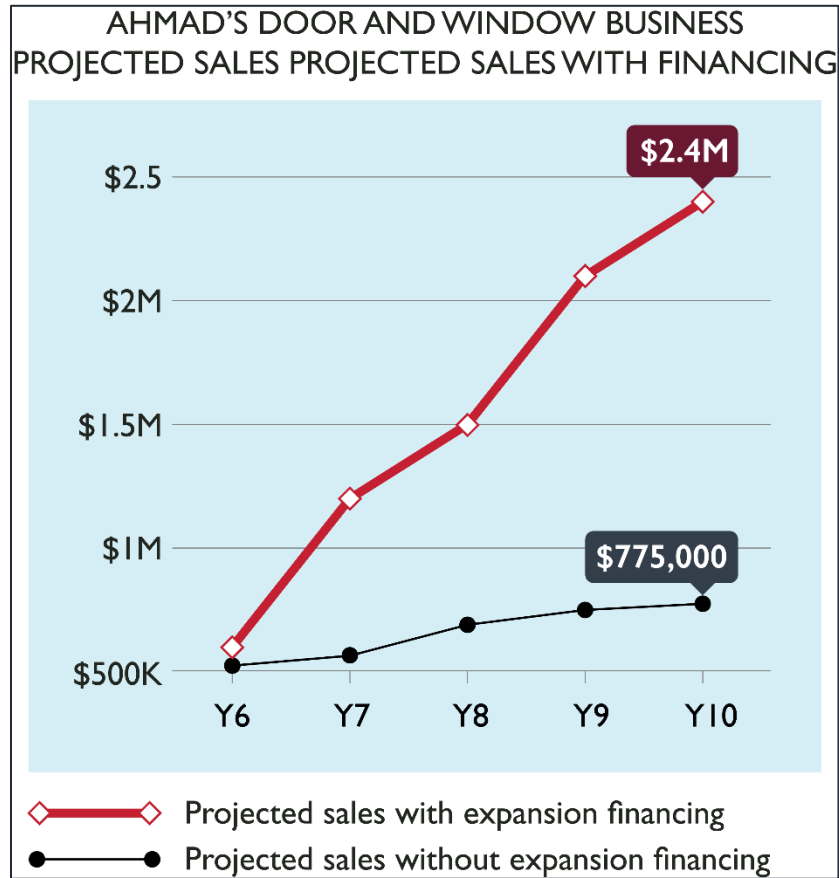 AHMAD'S DOOR AND WINDOW BUSINESS
PROJECTED SALES PROJECTED SALES WITH FINANCING
$2.4M
$2.5
$2M
$1.5M
$1M
$775,000
$500K
Y6 Y7 Y8 Y9 Y10
Projected sales with expansion financing
Projected sales without expansion financing